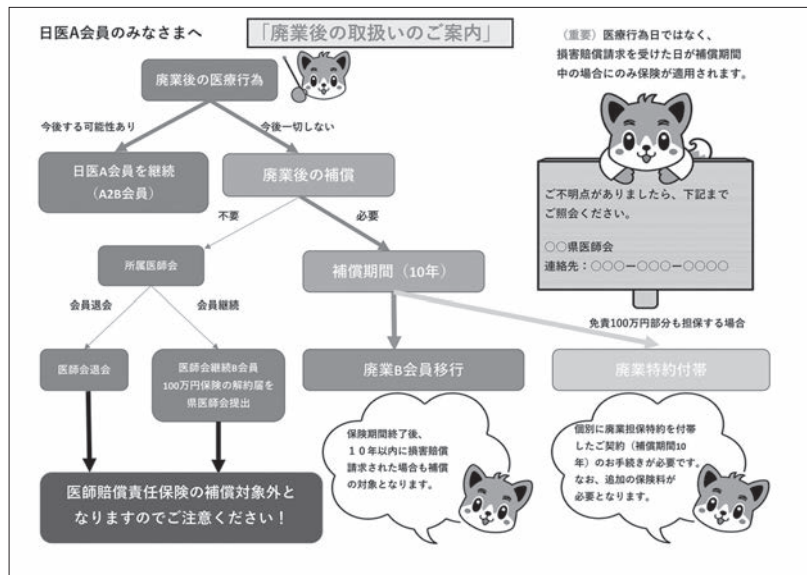 日医A会員のみなさまへ
「廃業後の取扱いのご案内」
(重要)医療行為日ではなく、
損害賠償請求を受けた日が補償期間
中の場合にのみ保険が適用されます。
廃業後の医療行為
今後する可能性あり
今後一切しない
日医A会員を継続
(A2B会員)
廃業後の補償
不要
必要
ご不明点がありましたら、下記まで
ご照会ください。
○○県医師会
連絡先:○○○ー○○○ー○○○○
所属医師会
補償期間(10年)
会員退会
会員継続
免責100万円部分も担保する場合
医師会退会
医師会継続B会員
100万円保険の解約届を
県医師会提出
廃業B会員移行
廃業特約付帯
保険期間終了後、
10年以内に損害賠償
請求された場合も補償
の対象となります。
個別に廃業担保特約を付帯
したご契約(補償期間10
年)のお手続きが必要です。
なお、追加の保険料が
必要となります。
医師賠償責任保険の補償対象外と
なりますのでご注意ください!